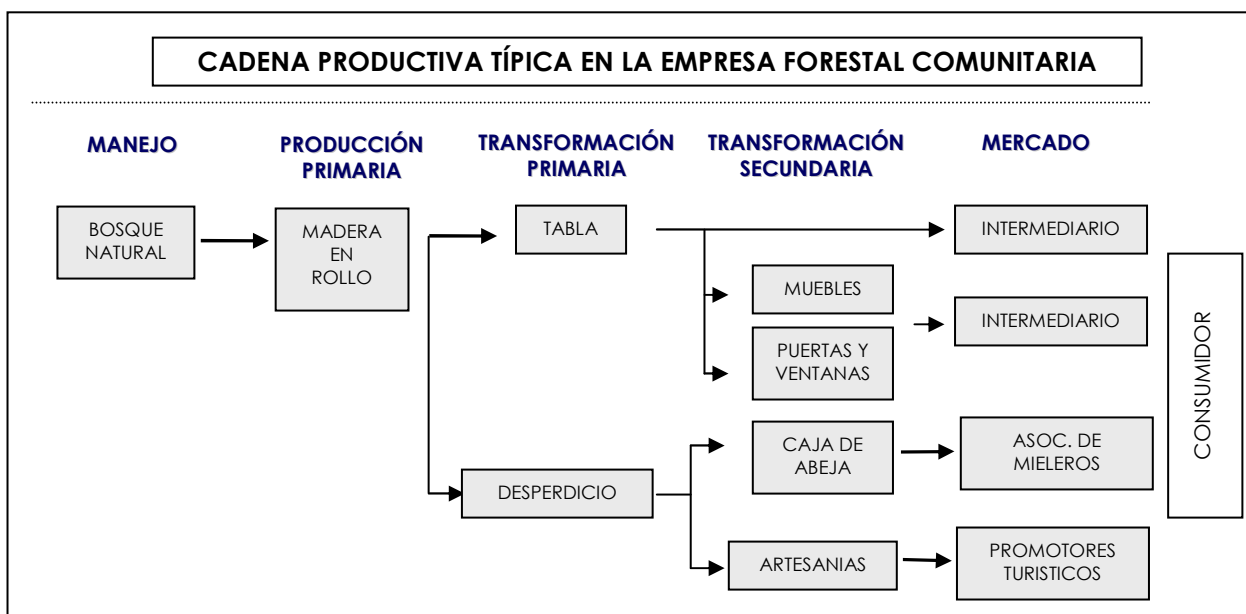 CADENA PRODUCTIVA TÍPICA EN LA EMPRESA FORESTAL COMUNITARIA
MANEJO
PRODUCCIÓN
PRIMARIA
TRANSFORMACIÓN
PRIMARIA
TRANSFORMACIÓN
SECUNDARIA
MERCADO
BOSQUE
NATURAL
MADERA
EN
ROLLO
TABLA
INTERMEDIARIO
MUEBLES
INTERMEDIARIO
PUERTAS Y
VENTANAS
DESPERDICIO
CAJA DE
ABEJA
ASOC. DE
MIELEROS
ARTESANIAS
PROMOTORES
TURISTICOS
CONSUMIDOR